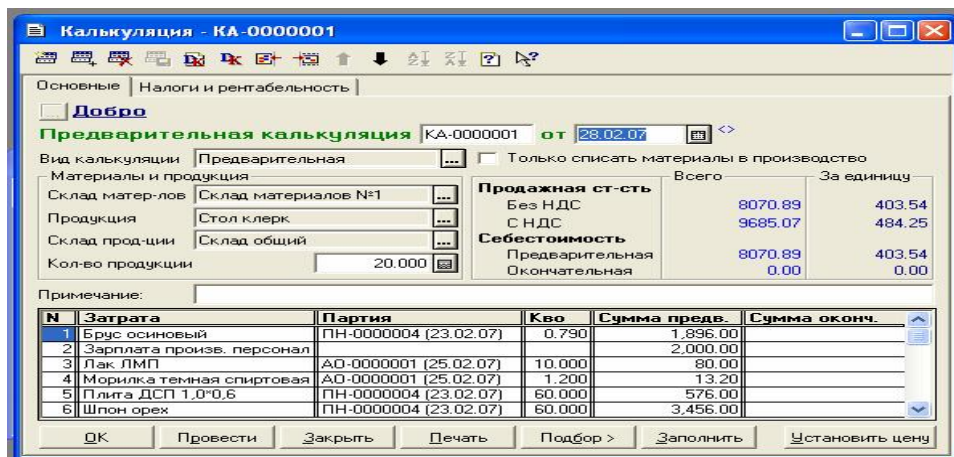 Калькуляция - КА-0000001
Основные Налоги и рентабельность
... Добро
Предварительная калькуляция КА-0000001 от 28.02.07 <>
Вид калькуляции Предварительная ... Только списать материалы в производство
Материалы и продукция Всего За единицу
Склад матер-лов Склад материалов №1 ... Продажная ст-сть
Без НДС 8070.89 403.54
Продукция Стол клерк ... С НДС 9685.07 484.25
Склад прод-ции Склад общий ... Себестоимость
Предварительная 8070.89 403.54
Кол-во продукции 20.000 Окончательная 0.00 0.00
Примечание:
N Затрата Партия Кво Сумма предв. Сумма оконч.
1 Брус осиновый ПН-0000004 (23.02.07) 0.790 1,896.00
2 Зарплата произв. персонал 2,000.00
3 Лак ЛМП АО-0000001 (25.02.07) 10.000 80.00
4 Морилка темная спиртовая АО-0000001 (25.02.07) 1.200 13.20
5 Плита ДСП 1,0*0,6 ПН-0000004 (23.02.07) 60.000 576.00
6 Шпон орех ПН-0000004 (23.02.07) 60.000 3,456.00
OK Провести Закрыть Печать Подбор > Заполнить Установить цену